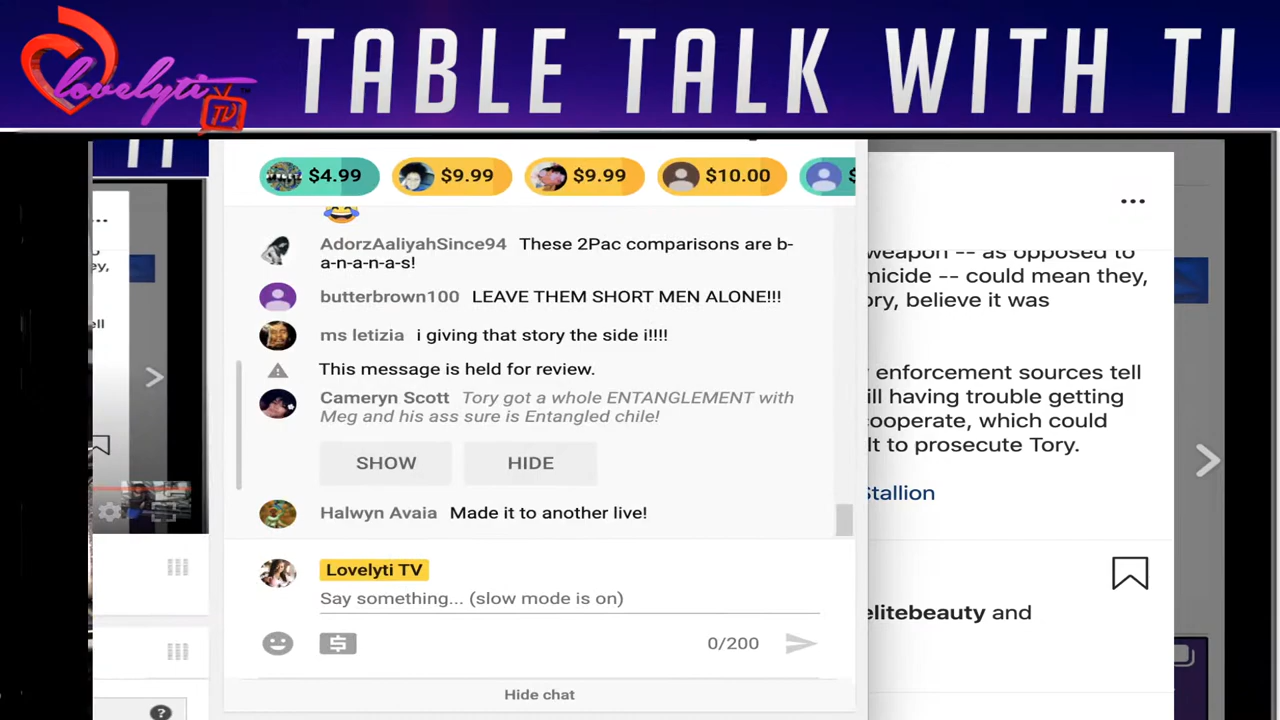 lovelyti TV
TABLE TALK WITH TI
TI
$4.99
$9.99
$9.99
$10.00
$
AdorzAaliyahSince94 These 2Pac comparisons are b-
a-n-a-n-a-s!
butterbrown100 LEAVE THEM SHORT MEN ALONE!!!
ms letizia i giving that story the side i!!!!
This message is held for review.
Cameryn Scott Tory got a whole ENTANGLEMENT with
Meg and his ass sure is Entangled chile!
SHOW HIDE
Halwyn Avaia Made it to another live!
Lovelyti TV
Say something... (slow mode is on)
0/200
Hide chat
ey,
ell
?
weapon -- as opposed to
micide -- could mean they,
ory, believe it was
enforcement sources tell
ill having trouble getting
cooperate, which could
lt to prosecute Tory.
Stallion
elitebeauty and